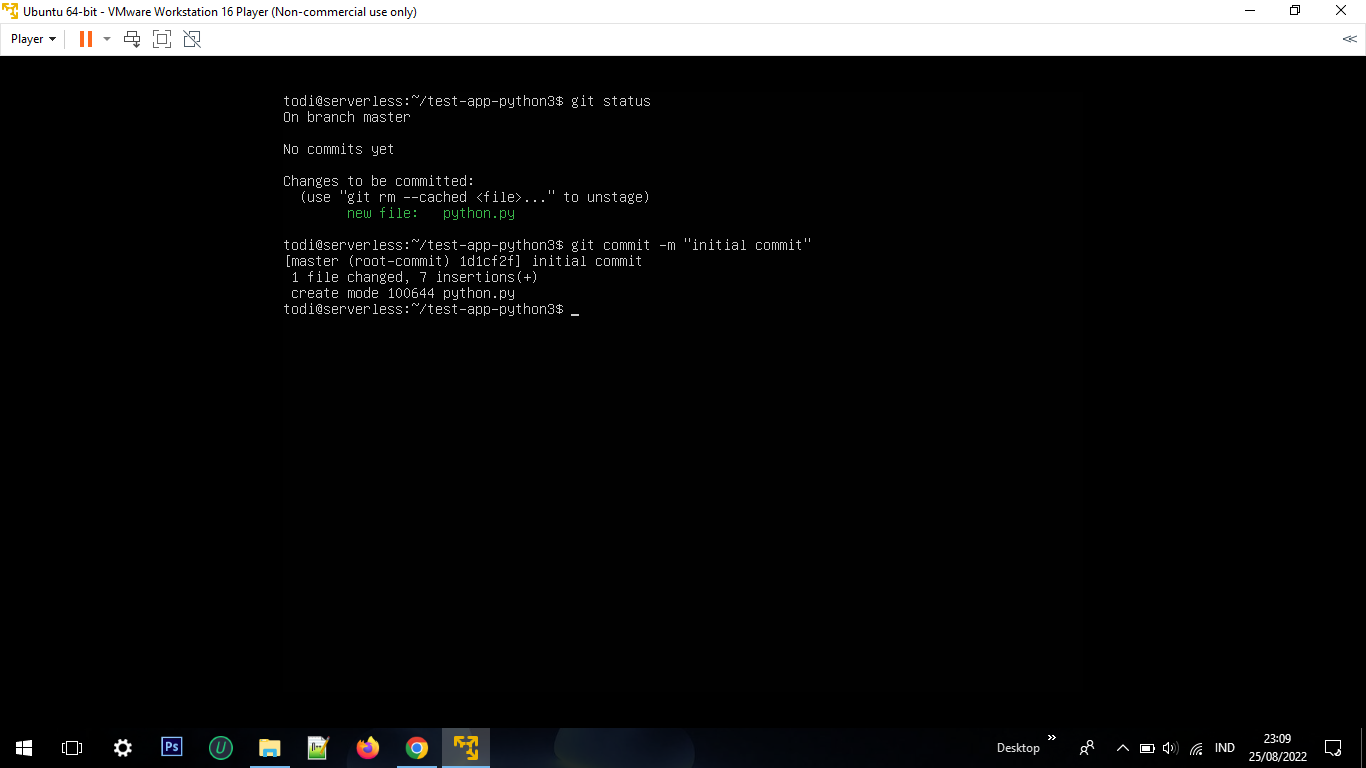 Ubuntu 64-bit - VMware Workstation 16 Player (Non-commercial use only)
Player
todi@serverless:~/test-app-python3$ git status
On branch master
No commits yet
Changes to be committed:
  (use "git rm --cached <file>..." to unstage)
        new file:   python.py
todi@serverless:~/test-app-python3$ git commit -m "initial commit"
[master (root-commit) 1d1cf2f] initial commit
 1 file changed, 7 insertions(+)
 create mode 100644 python.py
todi@serverless:~/test-app-python3$ _
Ps
U
Desktop
IND
23:09
25/08/2022